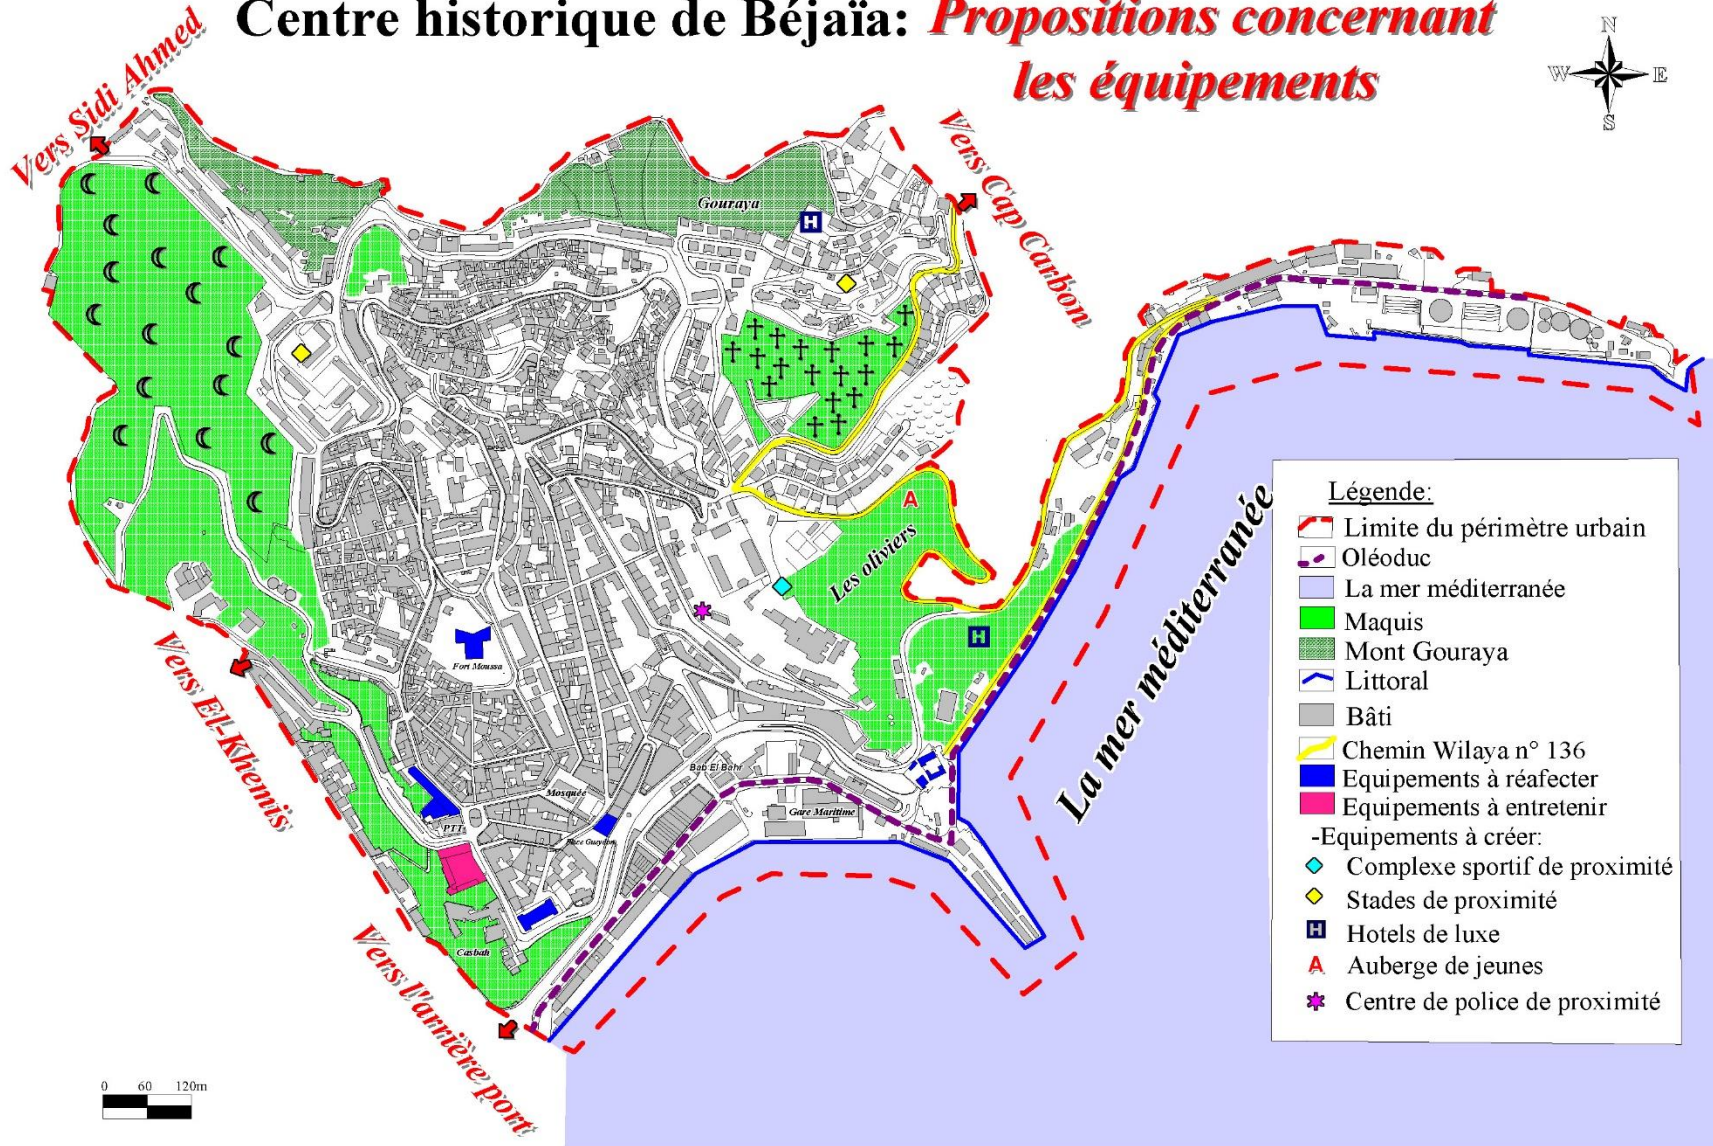 Centre historique de Béjaïa: Propositions concernant
les équipements
N
W E
S
Vers Sidi Ahmed
Vers Cap Carbon
Gouraya
H
A
Les oliviers
H
La mer méditerranée
Fort Moussa
Vers El-Khemis
Bab El Bahr
Mosquée
Gare Maritime
PTT
Place Gueydon
Casbah
Vers l'arrière port
0 60 120m
Légende:
Limite du périmètre urbain
Oléoduc
La mer méditerranée
Maquis
Mont Gouraya
Littoral
Bâti
Chemin Wilaya n° 136
Equipements à réafecter
Equipements à entretenir
-Equipements à créer:
Complexe sportif de proximité
Stades de proximité
H Hotels de luxe
A Auberge de jeunes
Centre de police de proximité